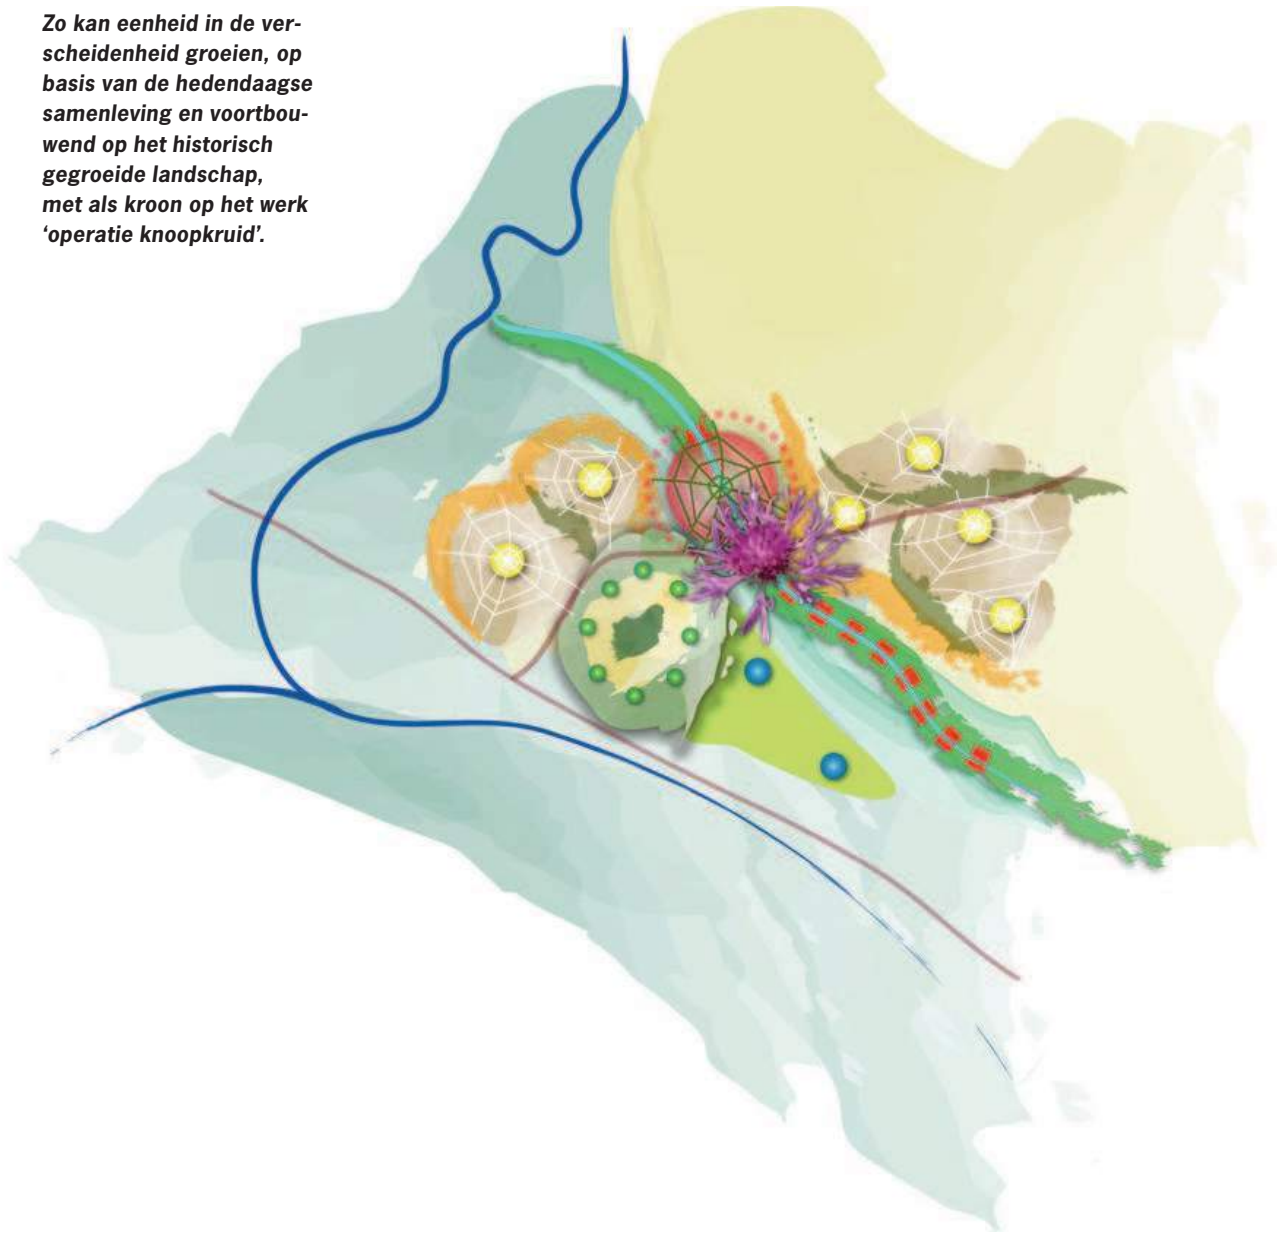 Zo kan eenheid in de ver-
scheidenheid groeien, op
basis van de hedendaagse
samenleving en voortbou-
wend op het historisch
gegroeide landschap,
met als kroon op het werk
‘operatie knoopkruid’.